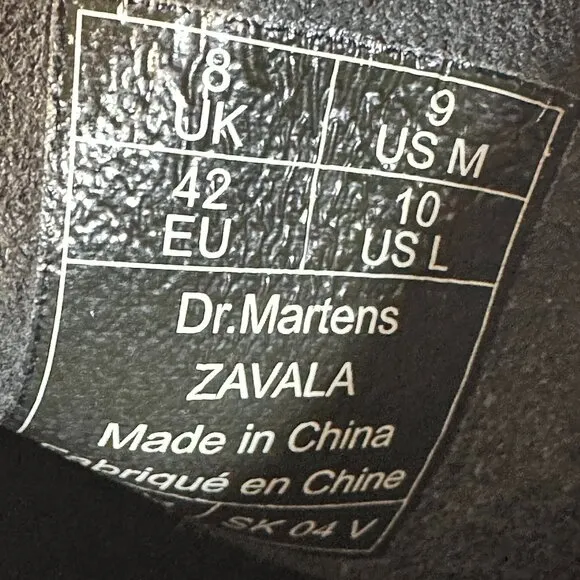 8 9
UK US M
42 10
EU US L
Dr.Martens
ZAVALA
Made in China
Fabriqué en Chine
SK 04 V